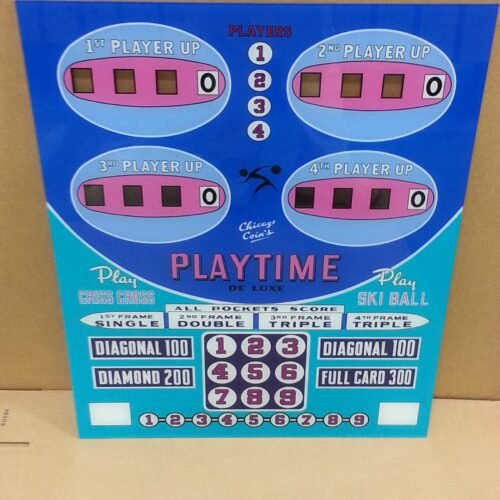 PLAYERS
1ST PLAYER UP
0
2ND PLAYER UP
0
1
2
3
4
3RD PLAYER UP
0
4TH PLAYER UP
0
Chicago
Coin's
PLAYTIME
DE LUXE
Play
CRISS CROSS
Play
SKI BALL
ALL POCKETS SCORE
1ST FRAME
SINGLE
2ND FRAME
DOUBLE
3RD FRAME
TRIPLE
4TH FRAME
TRIPLE
DIAGONAL 100
DIAMOND 200
1 2 3
4 5 6
7 8 9
DIAGONAL 100
FULL CARD 300
1 2 3 4 5 6 7 8 9